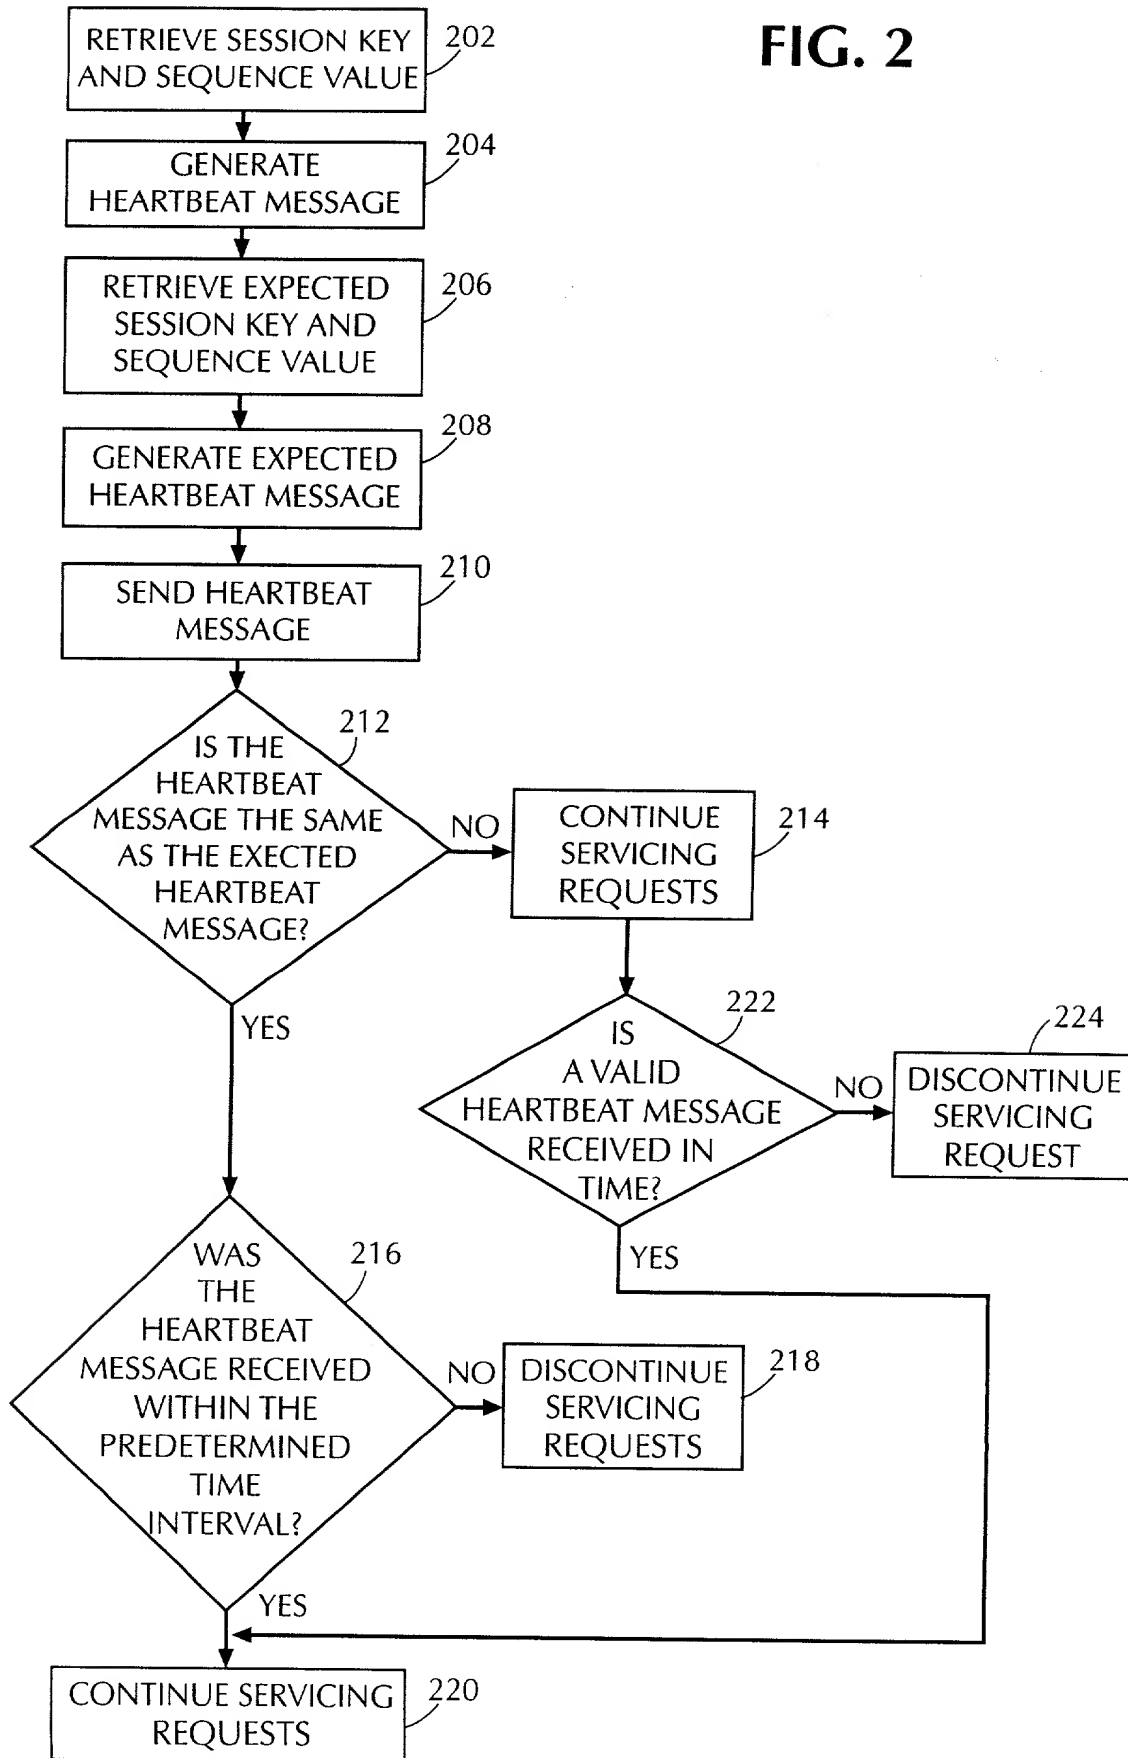 FIG. 2
RETRIEVE SESSION KEY
AND SEQUENCE VALUE
202
GENERATE
HEARTBEAT MESSAGE
204
RETRIEVE EXPECTED
SESSION KEY AND
SEQUENCE VALUE
206
GENERATE EXPECTED
HEARTBEAT MESSAGE
208
SEND HEARTBEAT
MESSAGE
210
IS THE
HEARTBEAT
MESSAGE THE SAME
AS THE EXECTED
HEARTBEAT
MESSAGE?
212
NO
CONTINUE
SERVICING
REQUESTS
214
YES
IS
A VALID
HEARTBEAT MESSAGE
RECEIVED IN
TIME?
222
NO
DISCONTINUE
SERVICING
REQUEST
224
YES
WAS
THE
HEARTBEAT
MESSAGE RECEIVED
WITHIN THE
PREDETERMINED
TIME
INTERVAL?
216
NO
DISCONTINUE
SERVICING
REQUESTS
218
YES
CONTINUE SERVICING
REQUESTS
220